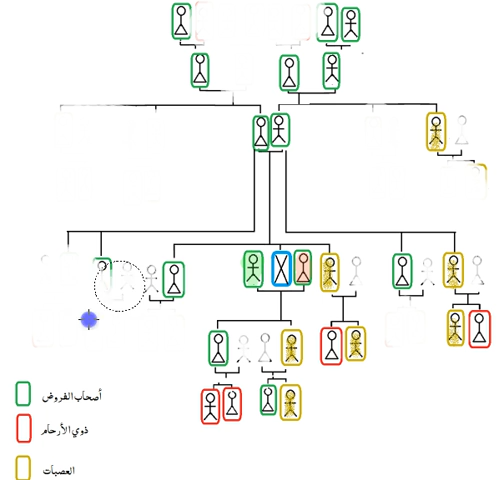 أصحاب الفروض
ذوي الأرحام
العصبات